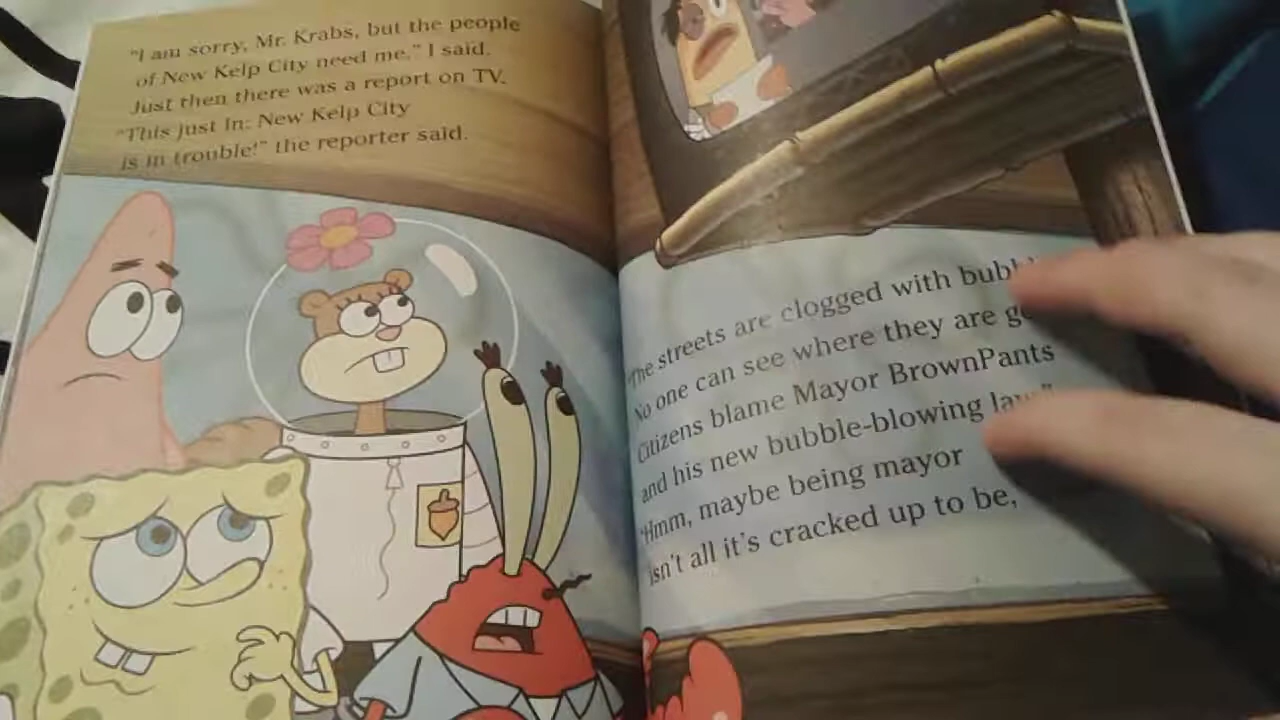 "I am sorry, Mr. Krabs, but the people
of New Kelp City need me," I said.
Just then there was a report on TV.
"This just in: New Kelp City
is in trouble!" the reporter said.
"The streets are clogged with
No one can see where they are
Citizens blame Mayor BrownPants
and his new bubble-blowing
"Hmm, maybe being mayor
isn't all it's cracked up to be,